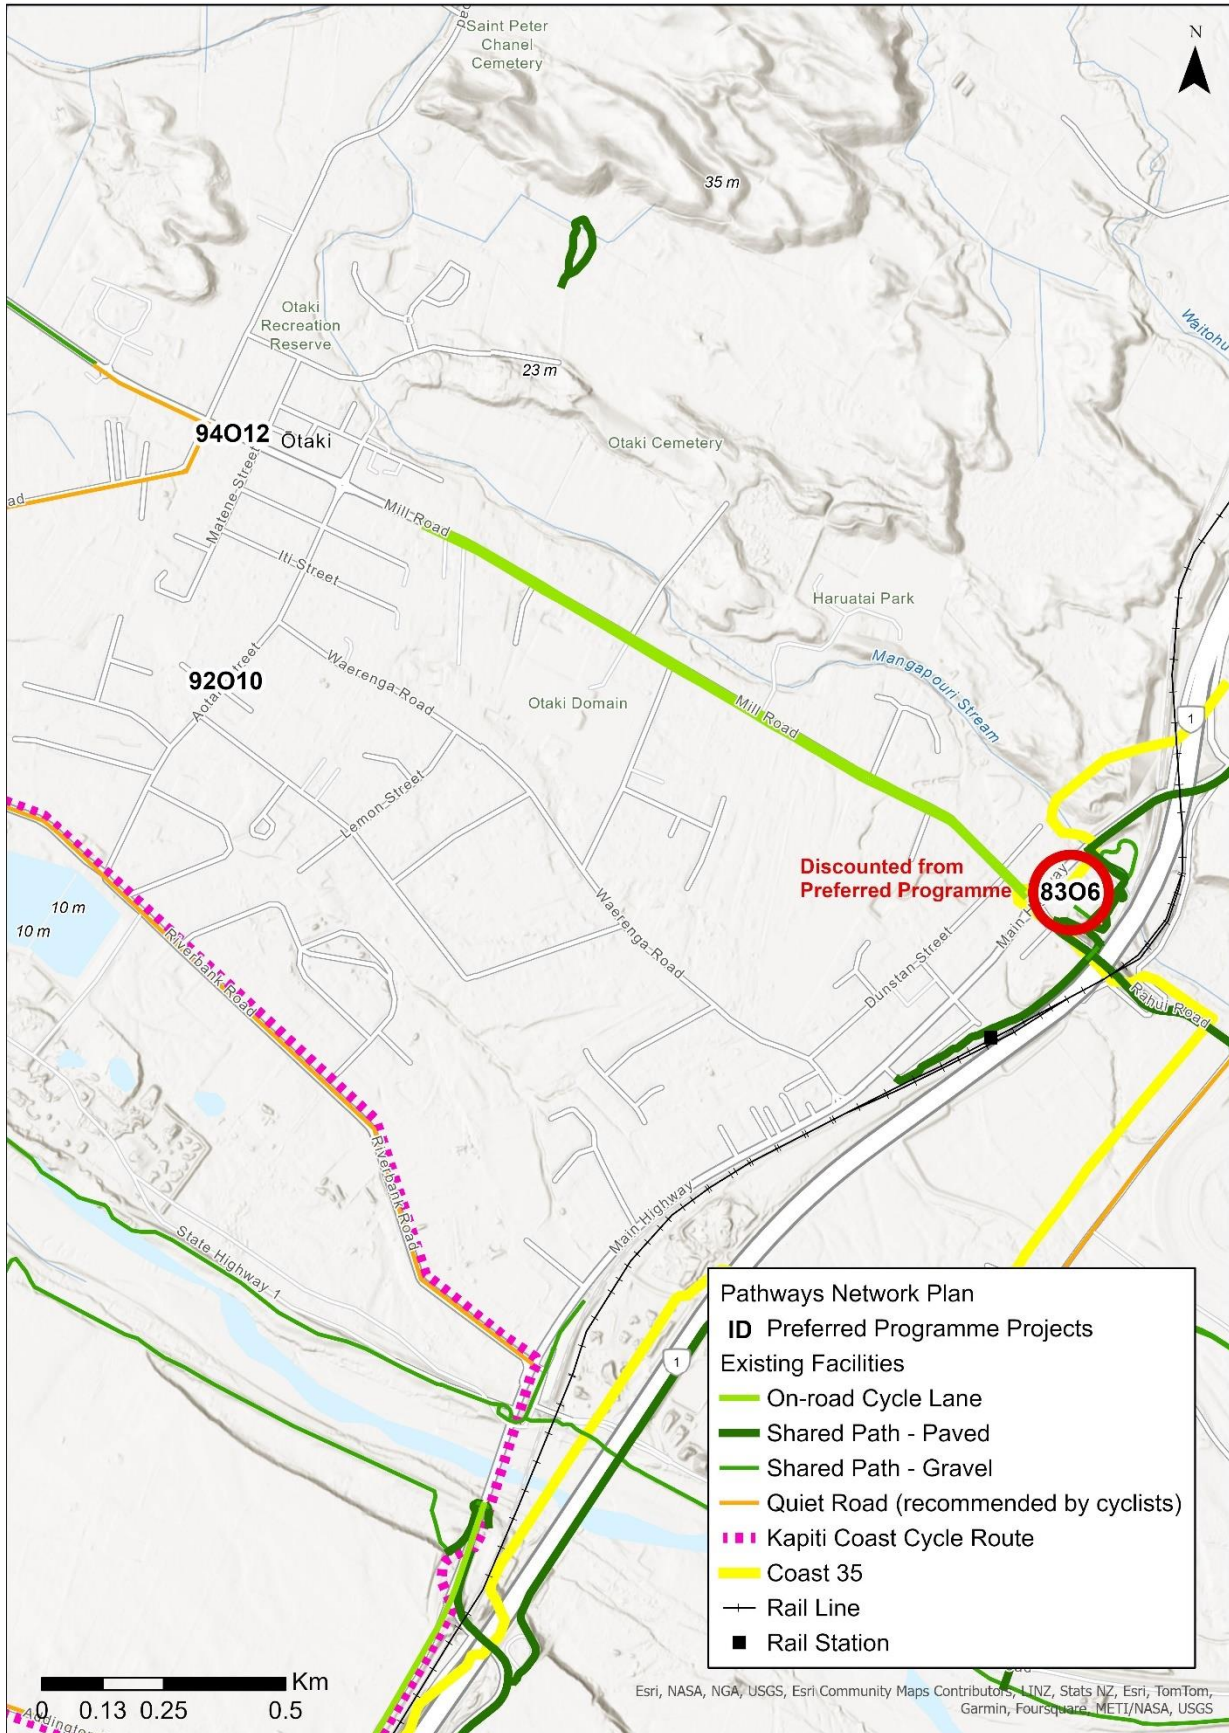 Saint Peter
Chanel
Cemetery
N
35 m
Waitohu
Otaki
Recreation
Reserve
23 m
94O12
Ōtaki
Otaki Cemetery
Matene Street
Mill Road
Iti Street
Haruatai Park
Mangapouri Stream
92O10
Waerenga Road
Otaki Domain
Mill Road
1
Lemon Street
Discounted from
Preferred Programme
83O6
Main Highway
10 m
10 m
Waerenga Road
Dunstan Street
Riverbank Road
Rahui Road
Riverbank Road
Main Highway
State Highway 1
1
Pathways Network Plan
ID Preferred Programme Projects
Existing Facilities
On-road Cycle Lane
Shared Path - Paved
Shared Path - Gravel
Quiet Road (recommended by cyclists)
Kapiti Coast Cycle Route
Coast 35
Rail Line
Rail Station
Km
0 0.13 0.25 0.5
Esri, NASA, NGA, USGS, Esri Community Maps Contributors, LINZ, Stats NZ, Esri, TomTom,
Garmin, Foursquare, METI/NASA, USGS